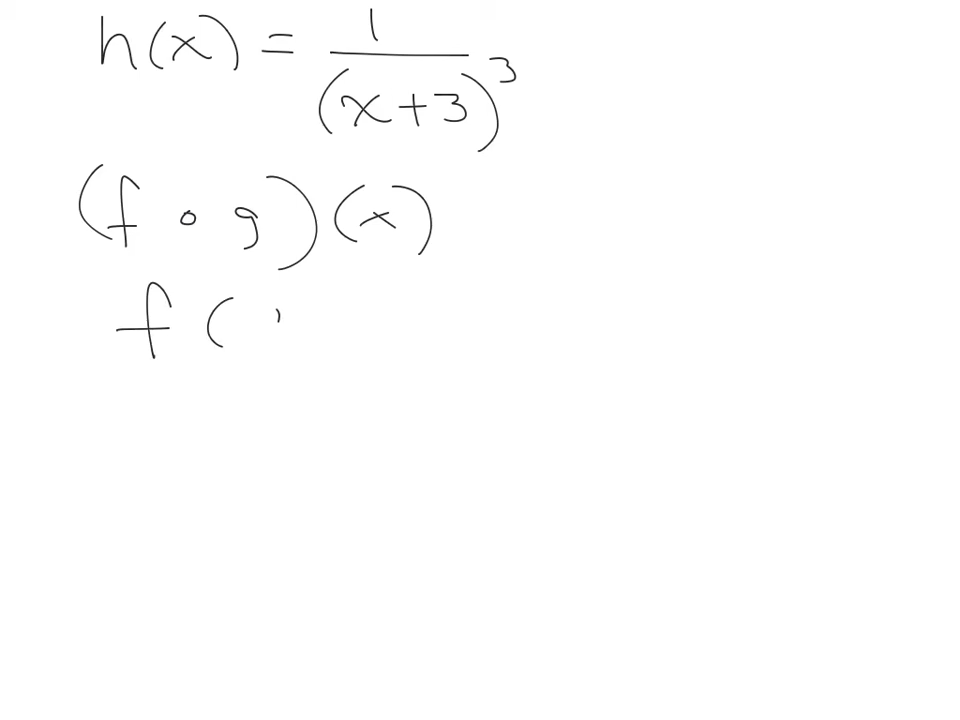 h(x) = 1/(x+3)^3
(f ∘ g)(x)
f(